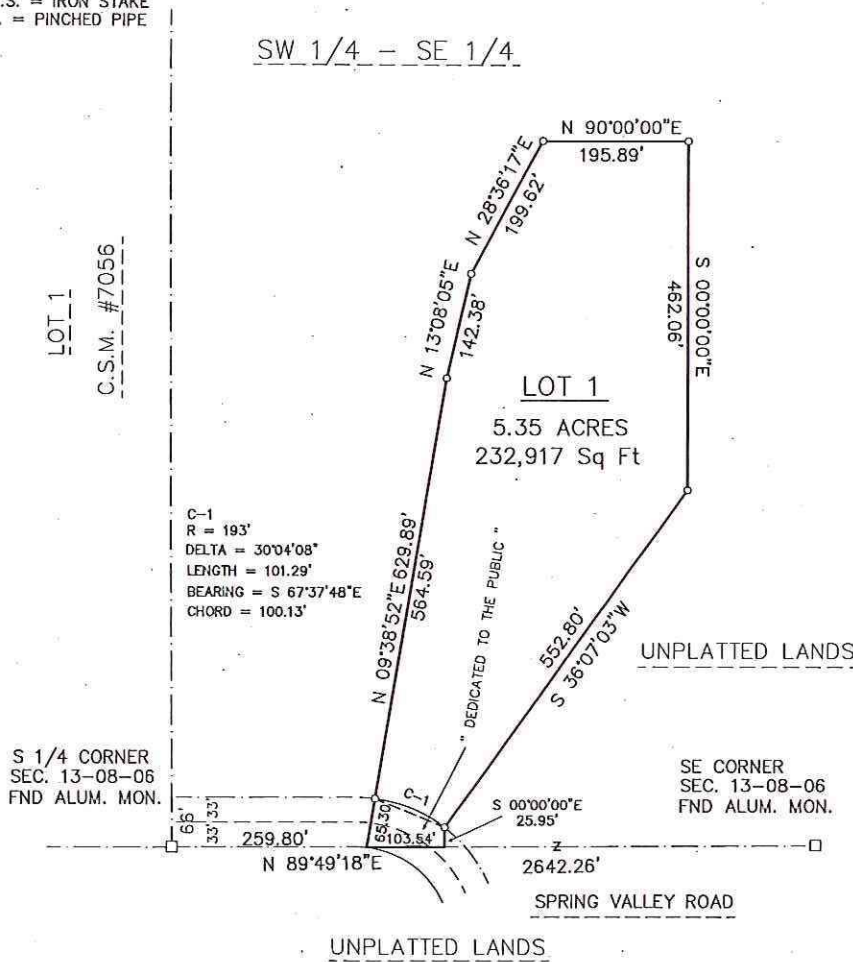 .S. = IRON STAKE
. = PINCHED PIPE
SW 1/4 - SE 1/4
N 90°00'00"E
195.89'
N 28°36'17"E
199.62'
N 13°08'05"E
142.38'
S 00°00'00"E
462.06'
LOT 1
C.S.M. #7056
LOT 1
5.35 ACRES
232,917 Sq Ft
C-1
R = 193'
DELTA = 30°04'08"
LENGTH = 101.29'
BEARING = S 67°37'48"E
CHORD = 100.13'
N 09°38'52"E 629.89'
564.59'
" DEDICATED TO THE PUBLIC "
552.80'
S 36°07'03"W
UNPLATTED LANDS
S 1/4 CORNER
SEC. 13-08-06
FND ALUM. MON.
SE CORNER
SEC. 13-08-06
FND ALUM. MON.
C-1
S 00°00'00"E
25.95'
66'
33' 33'
65.30'
103.54'
259.80'
N 89°49'18"E
Z
2642.26'
SPRING VALLEY ROAD
UNPLATTED LANDS